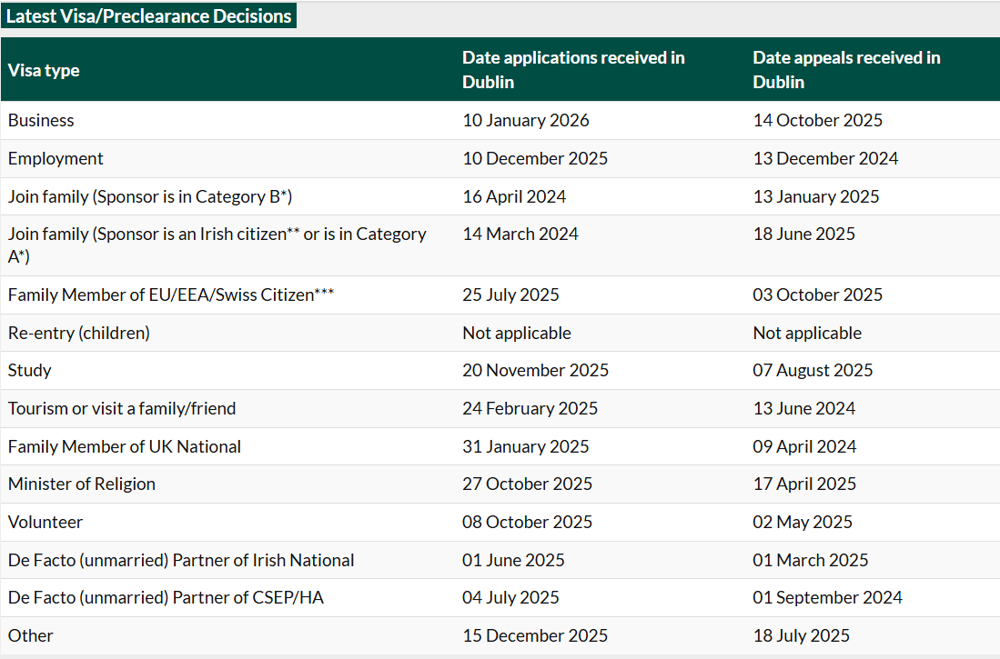 Latest Visa/Preclearance Decisions
Visa type Date applications received in Dublin Date appeals received in Dublin
Business 10 January 2026 14 October 2025
Employment 10 December 2025 13 December 2024
Join family (Sponsor is in Category B*) 16 April 2024 13 January 2025
Join family (Sponsor is an Irish citizen** or is in Category A*) 14 March 2024 18 June 2025
Family Member of EU/EEA/Swiss Citizen*** 25 July 2025 03 October 2025
Re-entry (children) Not applicable Not applicable
Study 20 November 2025 07 August 2025
Tourism or visit a family/friend 24 February 2025 13 June 2024
Family Member of UK National 31 January 2025 09 April 2024
Minister of Religion 27 October 2025 17 April 2025
Volunteer 08 October 2025 02 May 2025
De Facto (unmarried) Partner of Irish National 01 June 2025 01 March 2025
De Facto (unmarried) Partner of CSEP/HA 04 July 2025 01 September 2024
Other 15 December 2025 18 July 2025